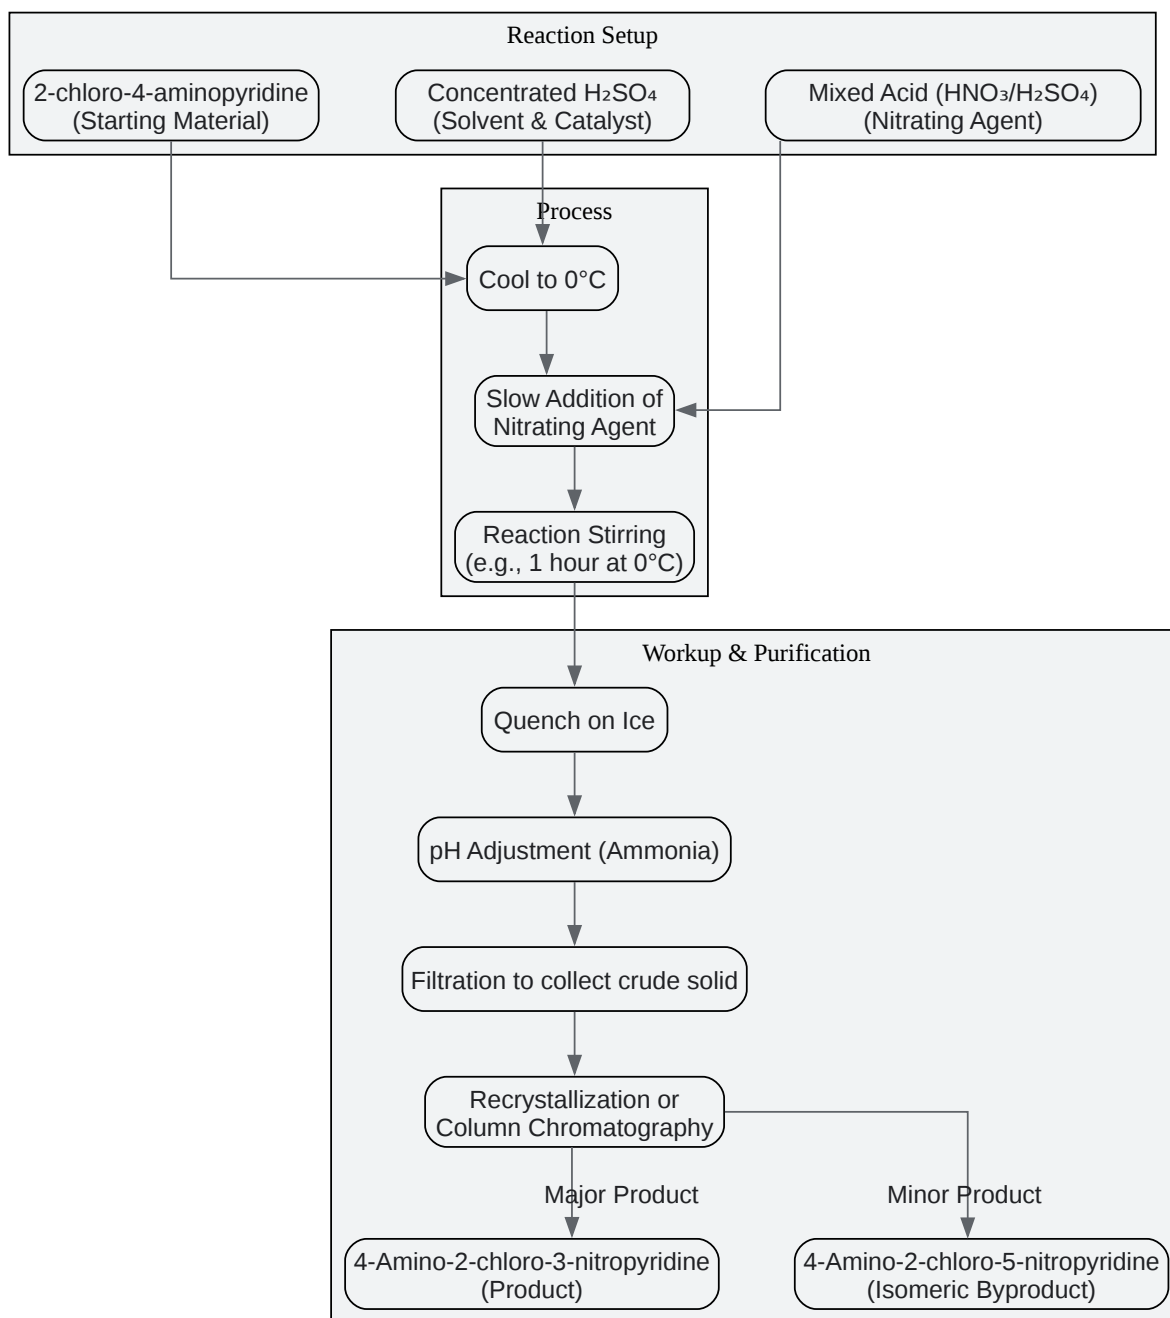 Reaction Setup
2-chloro-4-aminopyridine
(Starting Material)
Concentrated H₂SO₄
(Solvent & Catalyst)
Mixed Acid (HNO₃/H₂SO₄)
(Nitrating Agent)
Process
Cool to 0°C
Slow Addition of
Nitrating Agent
Reaction Stirring
(e.g., 1 hour at 0°C)
Workup & Purification
Quench on Ice
pH Adjustment (Ammonia)
Filtration to collect crude solid
Recrystallization or
Column Chromatography
Major Product
Minor Product
4-Amino-2-chloro-3-nitropyridine
(Product)
4-Amino-2-chloro-5-nitropyridine
(Isomeric Byproduct)